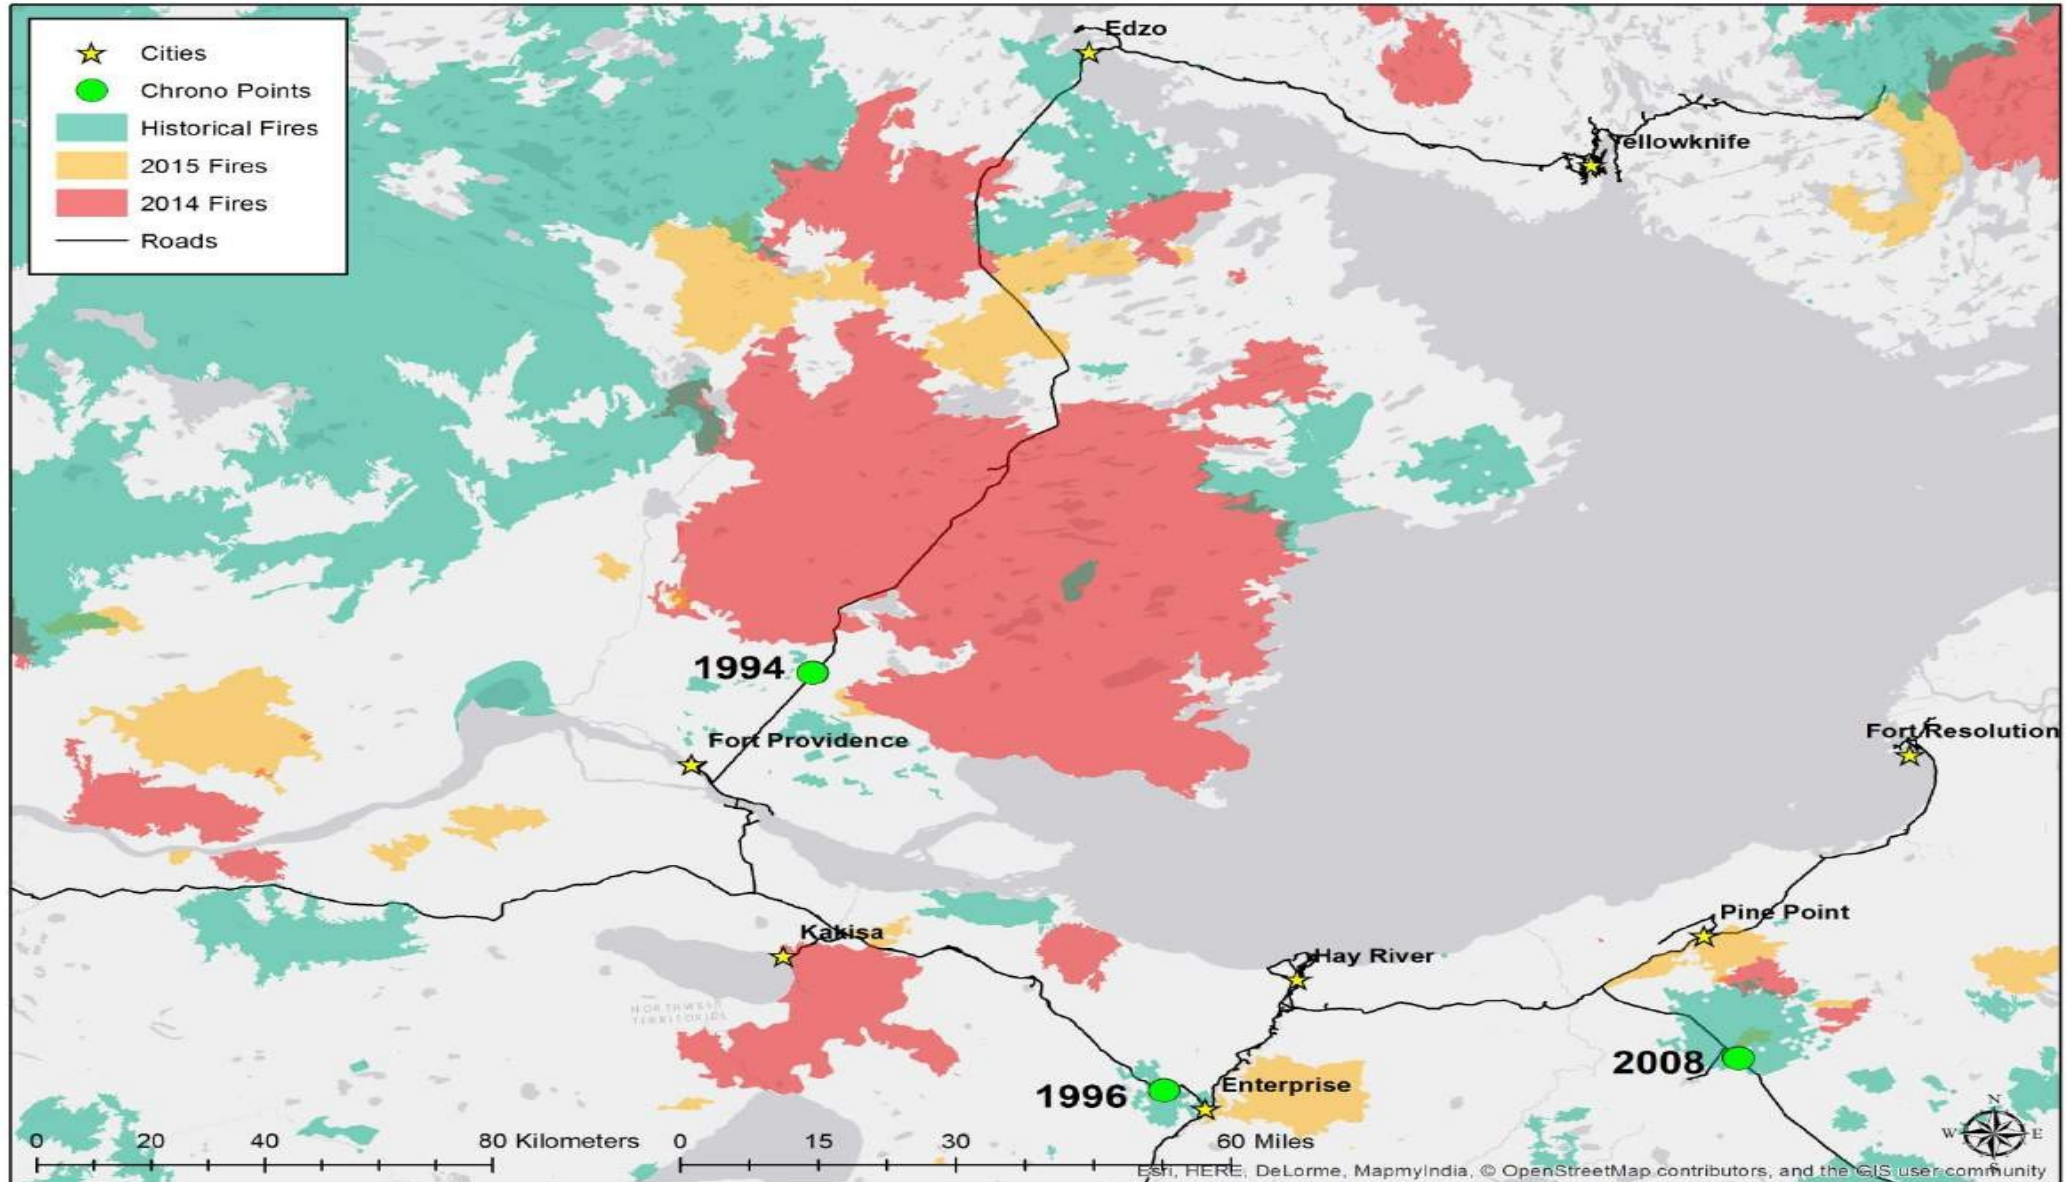 Cities
Chrono Points
Historical Fires
2015 Fires
2014 Fires
Roads
Edzo
Yellowknife
1994
Fort Providence
Fort Resolution
Pine Point
Kakisa
Hay River
NORTHWEST
TERRITORIES
2008
1996
Enterprise
N
W E
S
0 20 40 80 Kilometers
0 15 30 60 Miles
Esri, HERE, DeLorme, MapmyIndia, © OpenStreetMap contributors, and the GIS user community